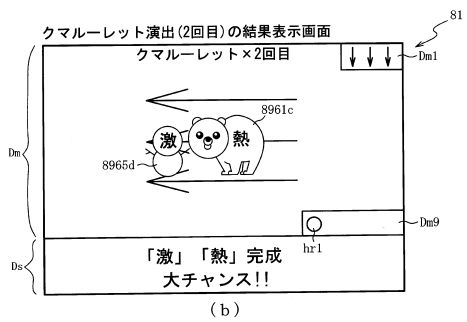 クマルーレット演出(2回目)の結果表示画面
81
クマルーレット×2回目
Dm1
8961c
Dm
激
熱
8965d
Dm9
hr1
Ds
「激」「熱」完成
大チャンス!!
(b)